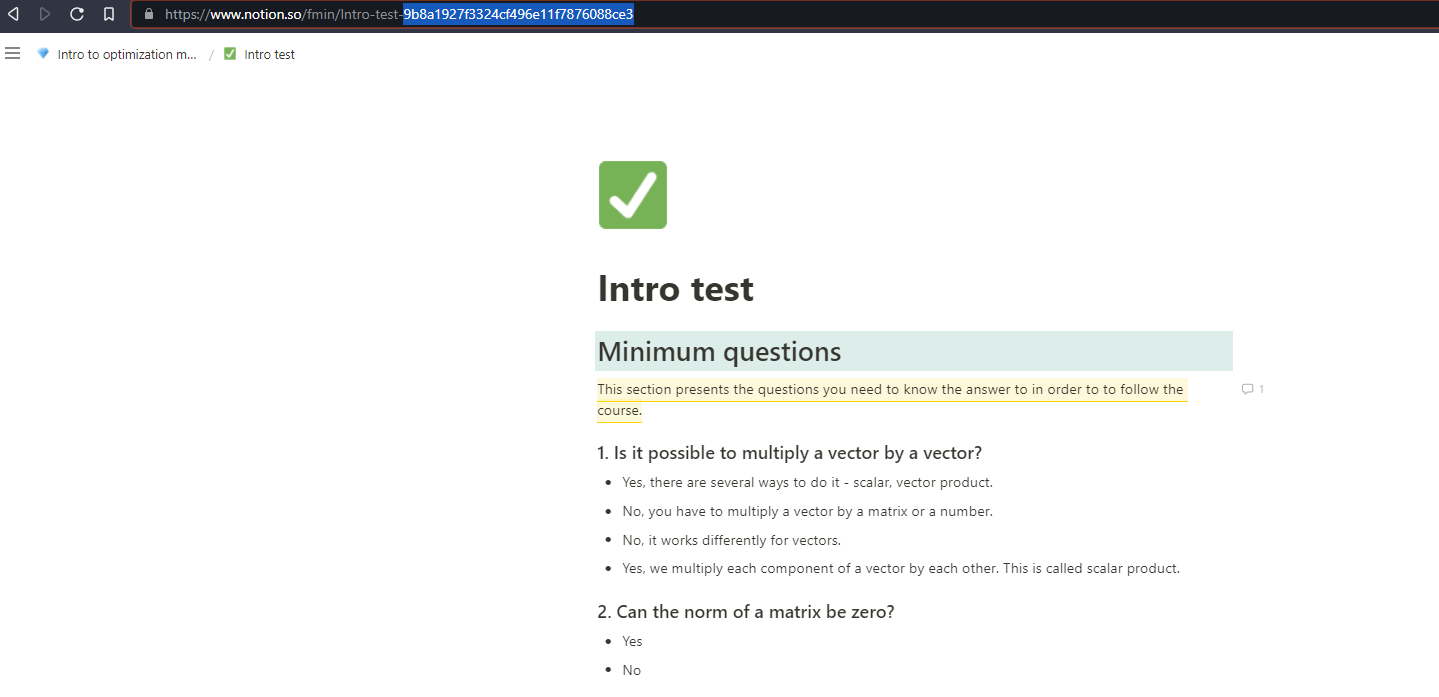 https://www.notion.so/fmin/Intro-test-9b8a1927f3324cf496e11f7876088ce3
Intro to optimization m... / Intro test
Intro test
Minimum questions
This section presents the questions you need to know the answer to in order to to follow the
course.
1
1. Is it possible to multiply a vector by a vector?
• Yes, there are several ways to do it - scalar, vector product.
• No, you have to multiply a vector by a matrix or a number.
• No, it works differently for vectors.
• Yes, we multiply each component of a vector by each other. This is called scalar product.
2. Can the norm of a matrix be zero?
• Yes
• No